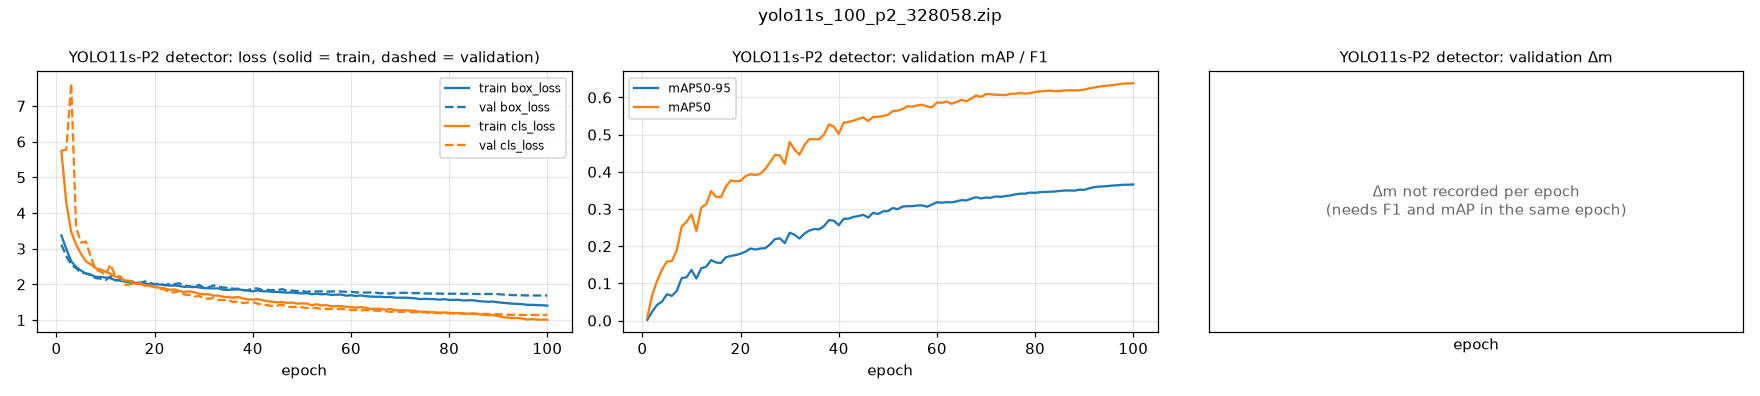 yolo11s_100_p2_328058.zip
YOLO11s-P2 detector: loss (solid = train, dashed = validation)
train box_loss
val box_loss
train cls_loss
val cls_loss
7
6
5
4
3
2
1
0
20
40
60
80
100
epoch
YOLO11s-P2 detector: validation mAP / F1
mAP50-95
mAP50
0.6
0.5
0.4
0.3
0.2
0.1
0.0
0
20
40
60
80
100
epoch
YOLO11s-P2 detector: validation Δm
Δm not recorded per epoch
(needs F1 and mAP in the same epoch)
epoch